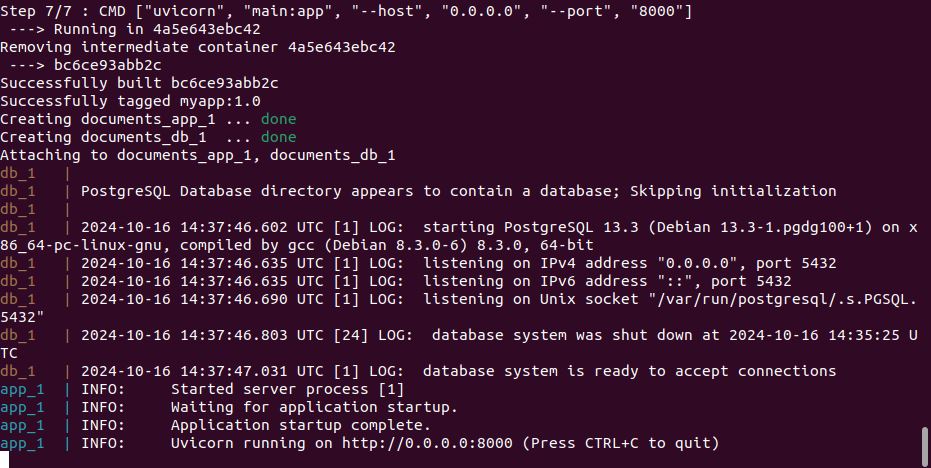 Step 7/7 : CMD ["uvicorn", "main:app", "--host", "0.0.0.0", "--port", "8000"]
 ---> Running in 4a5e643ebc42
Removing intermediate container 4a5e643ebc42
 ---> bc6ce93abb2c
Successfully built bc6ce93abb2c
Successfully tagged myapp:1.0
Creating documents_app_1 ... done
Creating documents_db_1  ... done
Attaching to documents_app_1, documents_db_1
db_1   |
db_1   | PostgreSQL Database directory appears to contain a database; Skipping initialization
db_1   |
db_1   | 2024-10-16 14:37:46.602 UTC [1] LOG:  starting PostgreSQL 13.3 (Debian 13.3-1.pgdg100+1) on x
86_64-pc-linux-gnu, compiled by gcc (Debian 8.3.0-6) 8.3.0, 64-bit
db_1   | 2024-10-16 14:37:46.635 UTC [1] LOG:  listening on IPv4 address "0.0.0.0", port 5432
db_1   | 2024-10-16 14:37:46.635 UTC [1] LOG:  listening on IPv6 address "::", port 5432
db_1   | 2024-10-16 14:37:46.690 UTC [1] LOG:  listening on Unix socket "/var/run/postgresql/.s.PGSQL.
5432"
db_1   | 2024-10-16 14:37:46.803 UTC [24] LOG:  database system was shut down at 2024-10-16 14:35:25 U
TC
db_1   | 2024-10-16 14:37:47.031 UTC [1] LOG:  database system is ready to accept connections
app_1  | INFO:     Started server process [1]
app_1  | INFO:     Waiting for application startup.
app_1  | INFO:     Application startup complete.
app_1  | INFO:     Uvicorn running on http://0.0.0.0:8000 (Press CTRL+C to quit)